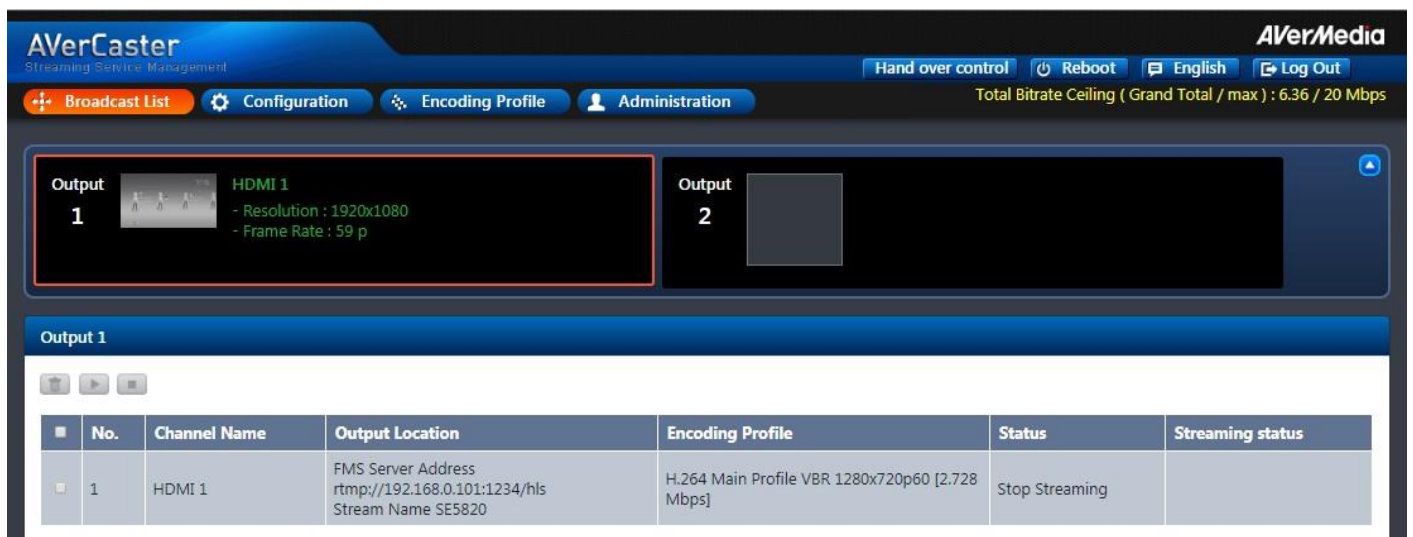 AVerCaster
AVerMedia
Streaming Service Management
Hand over control Reboot English Log Out
Broadcast List Configuration Encoding Profile Administration
Total Bitrate Ceiling ( Grand Total / max ) : 6.36 / 20 Mbps
Output
1
HDMI 1
- Resolution : 1920x1080
- Frame Rate : 59 p
Output
2
Output 1
No. Channel Name Output Location Encoding Profile Status Streaming status
1 HDMI 1
FMS Server Address
rtmp://192.168.0.101:1234/hls
Stream Name SE5820
H.264 Main Profile VBR 1280x720p60 [2.728
Mbps]
Stop Streaming